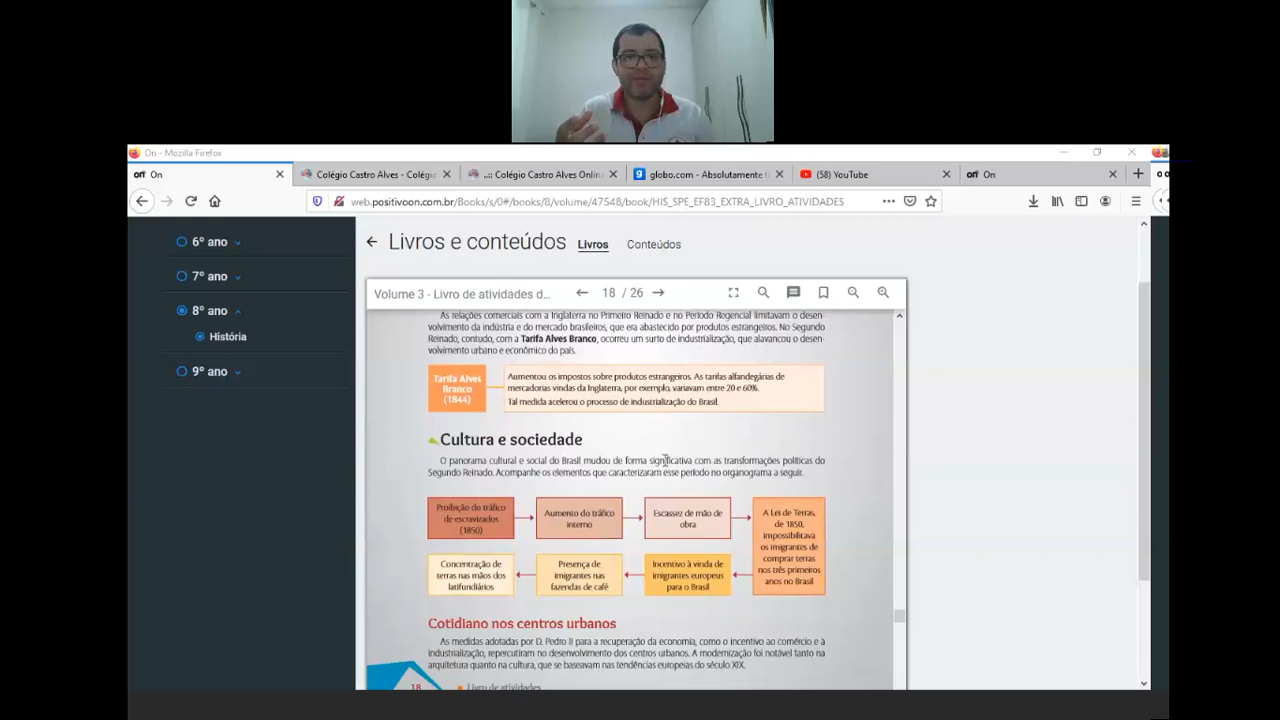 On - Mozilla Firefox
On
Colégio Castro Alves - Colégio
..:: Colégio Castro Alves Online
globo.com - Absolutamente t
(58) YouTube
On
web.positivoon.com.br/Books/s/0#/books/8/volume/47548/book/HIS_SPE_EF83_EXTRA_LIVRO_ATIVIDADES
6º ano
7º ano
8º ano
História
9º ano
Livros e conteúdos
Livros
Conteúdos
Volume 3 - Livro de atividades d...
18 / 26
As relações comerciais com a Inglaterra no Primeiro Reinado e no Período Regencial limitavam o desen-
volvimento da indústria e do mercado brasileiros, que era abastecido por produtos estrangeiros. No Segundo
Reinado, contudo, com a Tarifa Alves Branco, ocorreu um surto de industrialização, que alavancou o desen-
volvimento urbano e econômico do país.
Tarifa Alves
Branco
(1844)
Aumentou os impostos sobre produtos estrangeiros. As tarifas alfandegárias de
mercadorias vindas da Inglaterra, por exemplo, variavam entre 20 e 60%.
Tal medida acelerou o processo de industrialização do Brasil.
Cultura e sociedade
O panorama cultural e social do Brasil mudou de forma significativa com as transformações políticas do
Segundo Reinado. Acompanhe os elementos que caracterizaram esse período no organograma a seguir.
Proibição do tráfico
de escravizados
(1850)
Aumento do tráfico
interno
Escassez de mão de
obra
A Lei de Terras,
de 1850,
impossibilitava
os imigrantes de
comprar terras
nos três primeiros
anos no Brasil
Incentivo à vinda de
imigrantes europeus
para o Brasil
Presença de
imigrantes nas
fazendas de café
Concentração de
terras nas mãos dos
latifundiários
Cotidiano nos centros urbanos
As medidas adotadas por D. Pedro II para a recuperação da economia, como o incentivo ao comércio e à
industrialização, repercutiram no desenvolvimento dos centros urbanos. A modernização foi notável tanto na
arquitetura quanto na cultura, que se baseavam nas tendências europeias do século XIX.
18
Livro de atividades